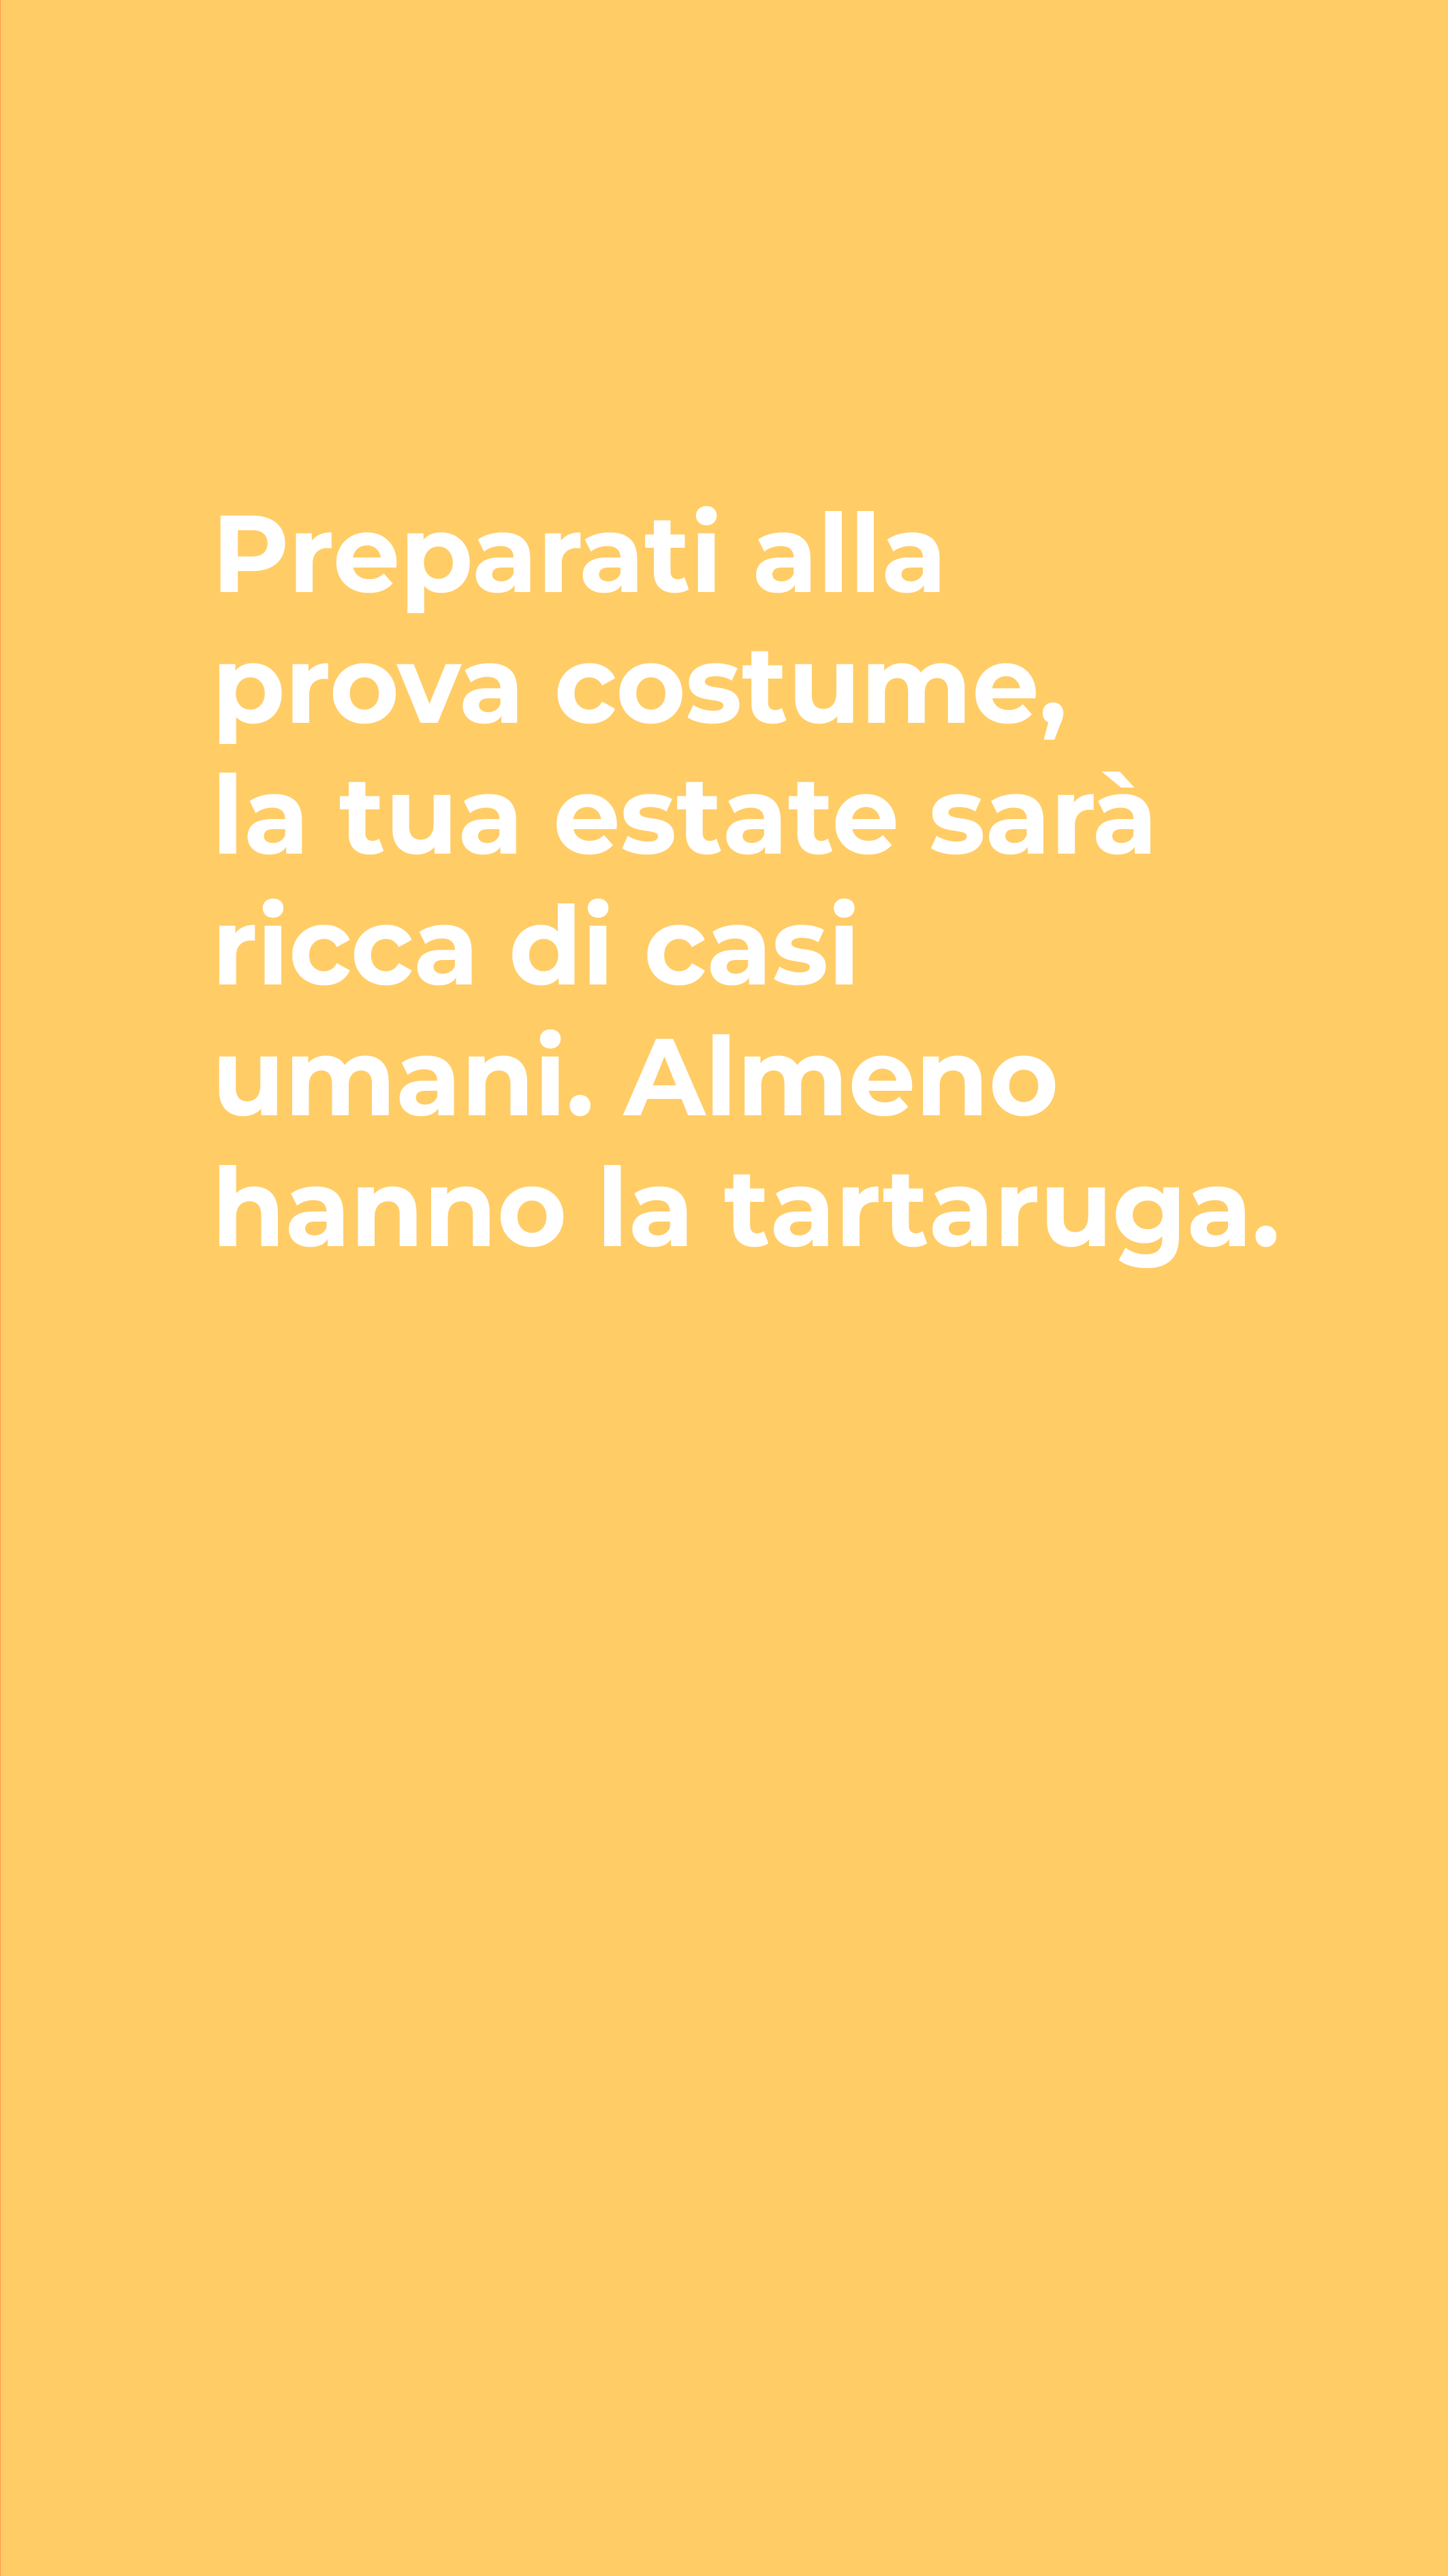 Preparati alla
prova costume,
la tua estate sarà
ricca di casi
umani. Almeno
hanno la tartaruga.